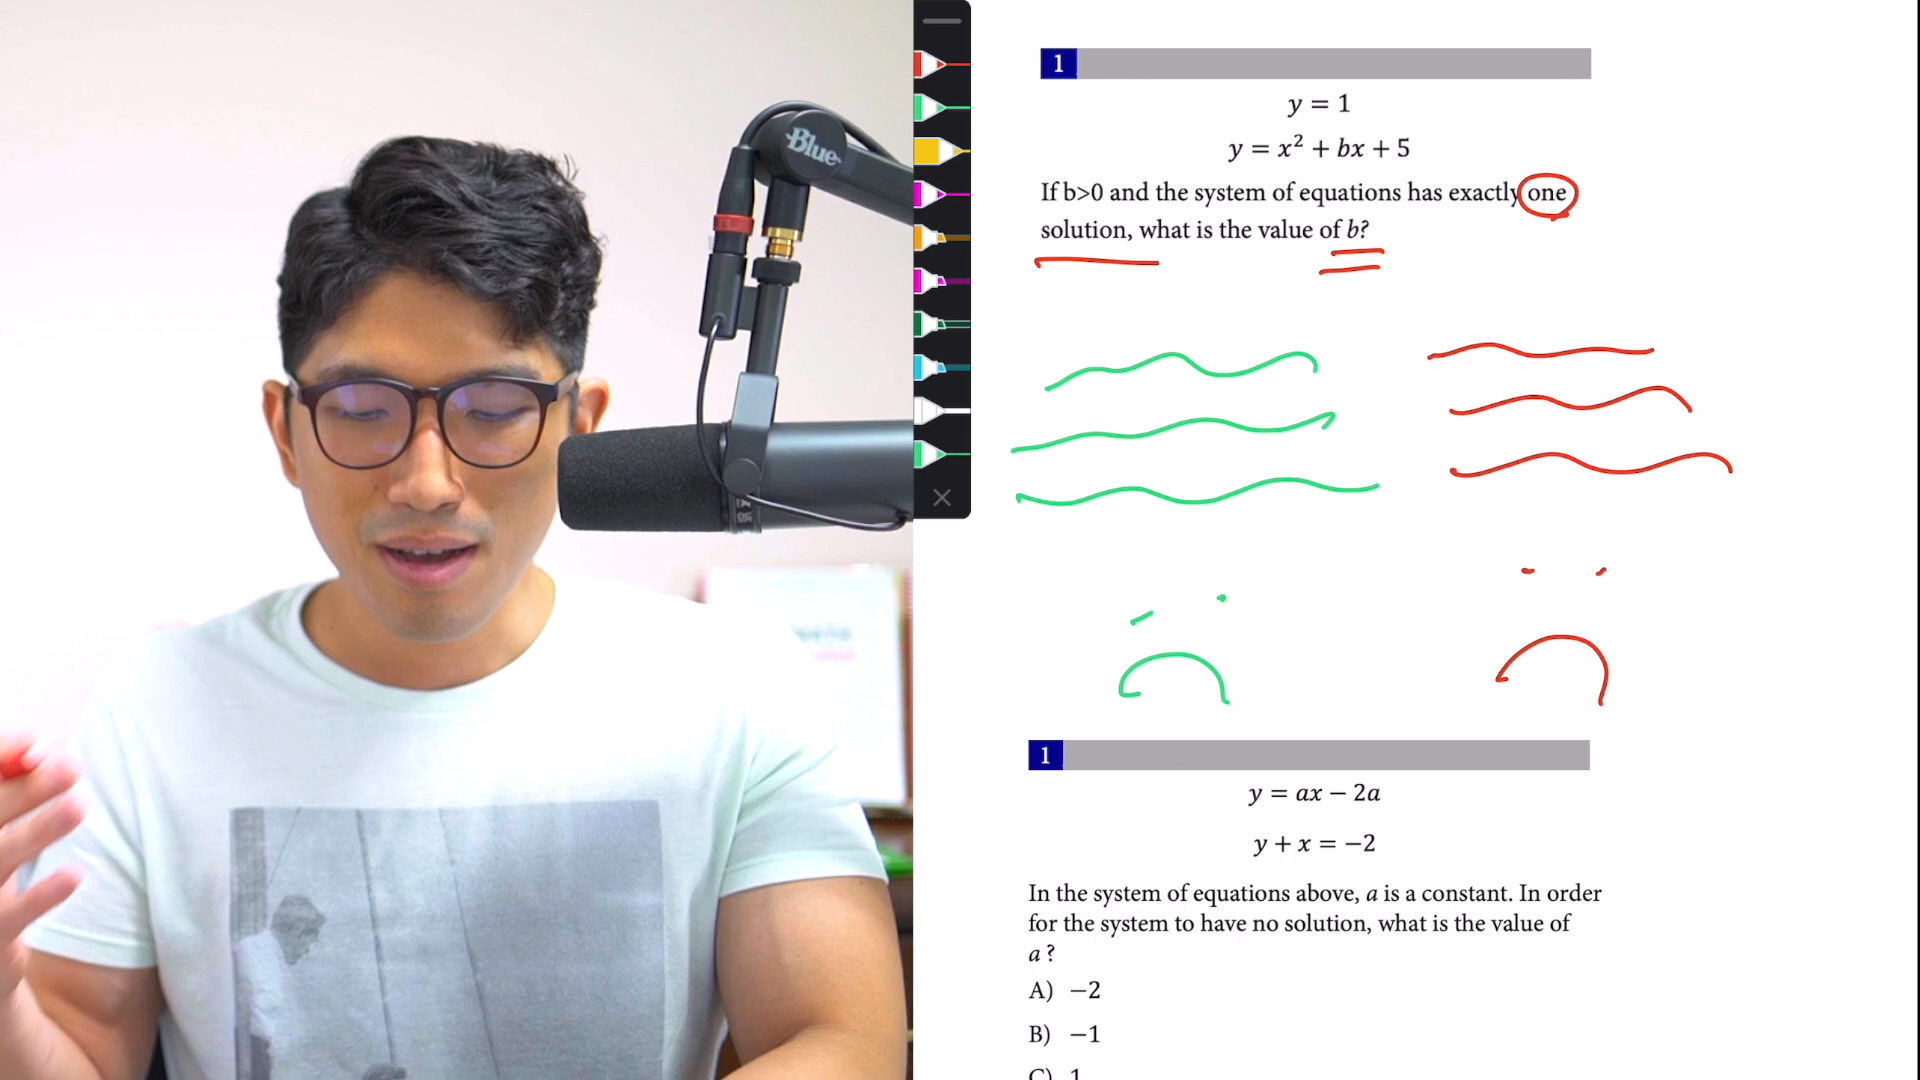 Blue
1
y = 1
y = x² + bx + 5
If b>0 and the system of equations has exactly one
solution, what is the value of b?
1
y = ax − 2a
y + x = −2
In the system of equations above, a is a constant. In order
for the system to have no solution, what is the value of
a ?
A) −2
B) −1
C) 1